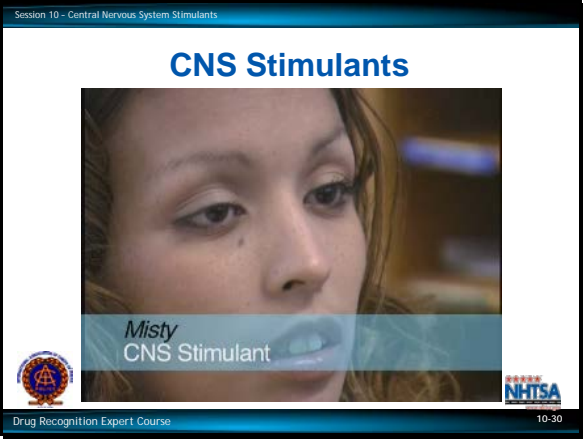 Session 10 – Central Nervous System Stimulants
CNS Stimulants
Misty
CNS Stimulant
NHTSA
Drug Recognition Expert Course
10-30